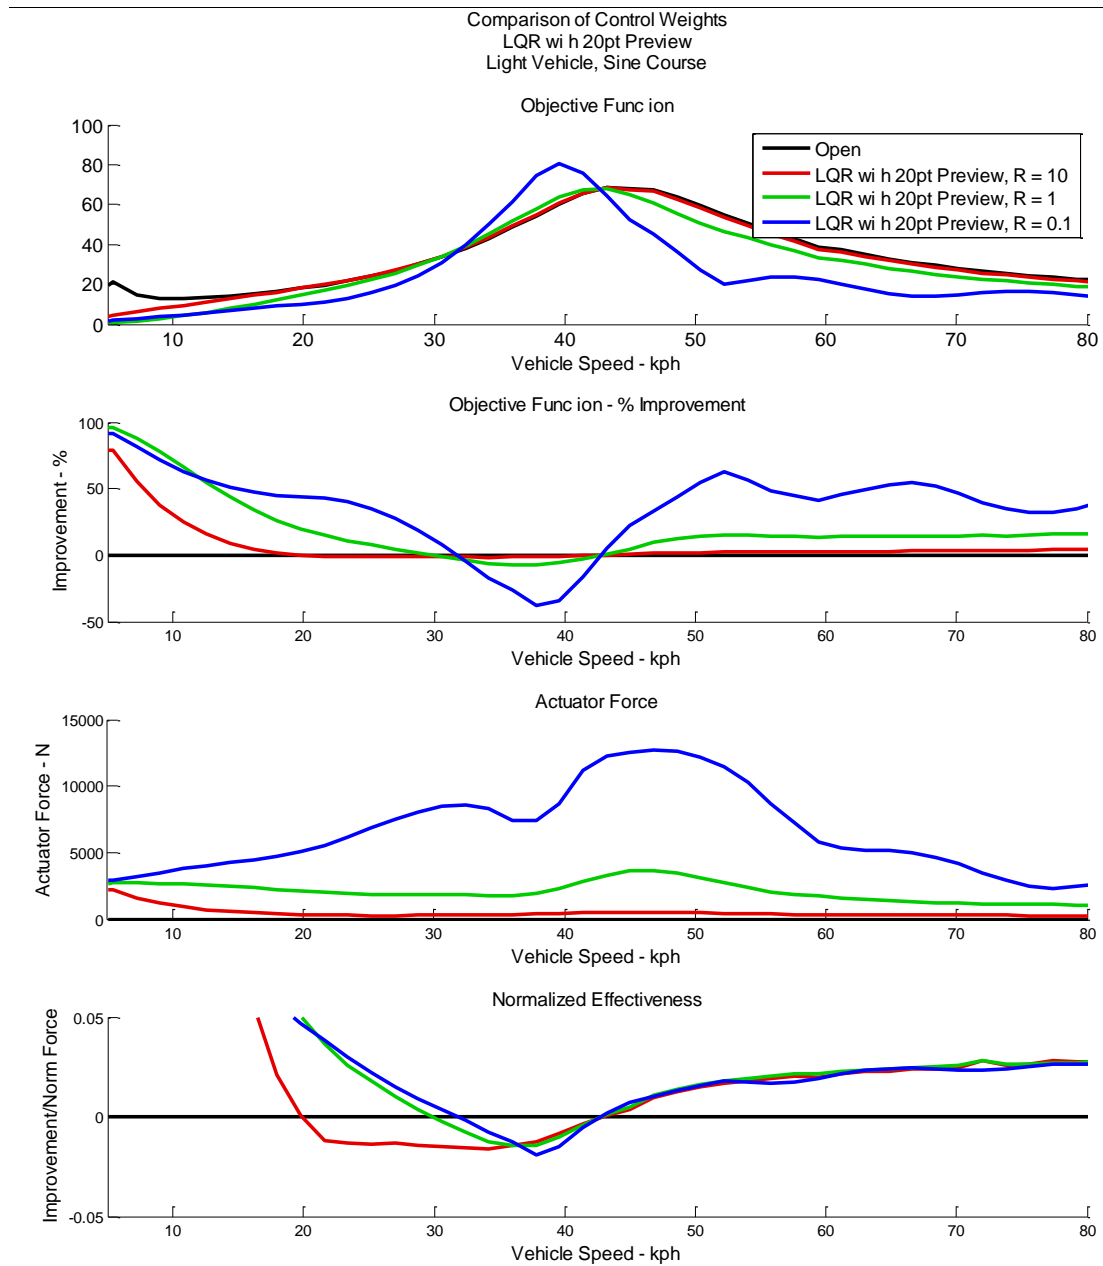 Comparison of Control Weights
LQR wi h 20pt Preview
Light Vehicle, Sine Course
Objective Func ion
100
80
60
40
20
0
Open
LQR wi h 20pt Preview, R = 10
LQR wi h 20pt Preview, R = 1
LQR wi h 20pt Preview, R = 0.1
10 20 30 40 50 60 70 80
Vehicle Speed - kph
Objective Func ion - % Improvement
Improvement - %
100
50
0
-50
10 20 30 40 50 60 70 80
Vehicle Speed - kph
Actuator Force
Actuator Force - N
15000
10000
5000
0
10 20 30 40 50 60 70 80
Vehicle Speed - kph
Normalized Effectiveness
Improvement/Norm Force
0.05
0
-0.05
10 20 30 40 50 60 70 80
Vehicle Speed - kph